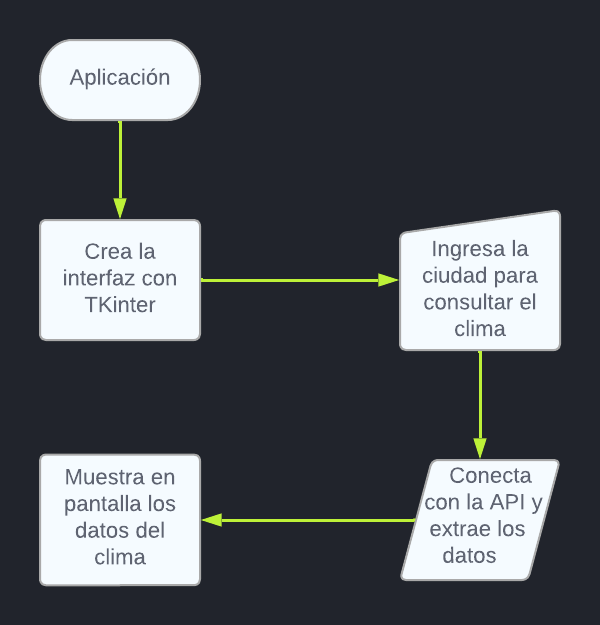 Aplicación
Crea la
interfaz con
TKinter
Ingresa la
ciudad para
consultar el
clima
Conecta
con la API y
extrae los
datos
Muestra en
pantalla los
datos del
clima